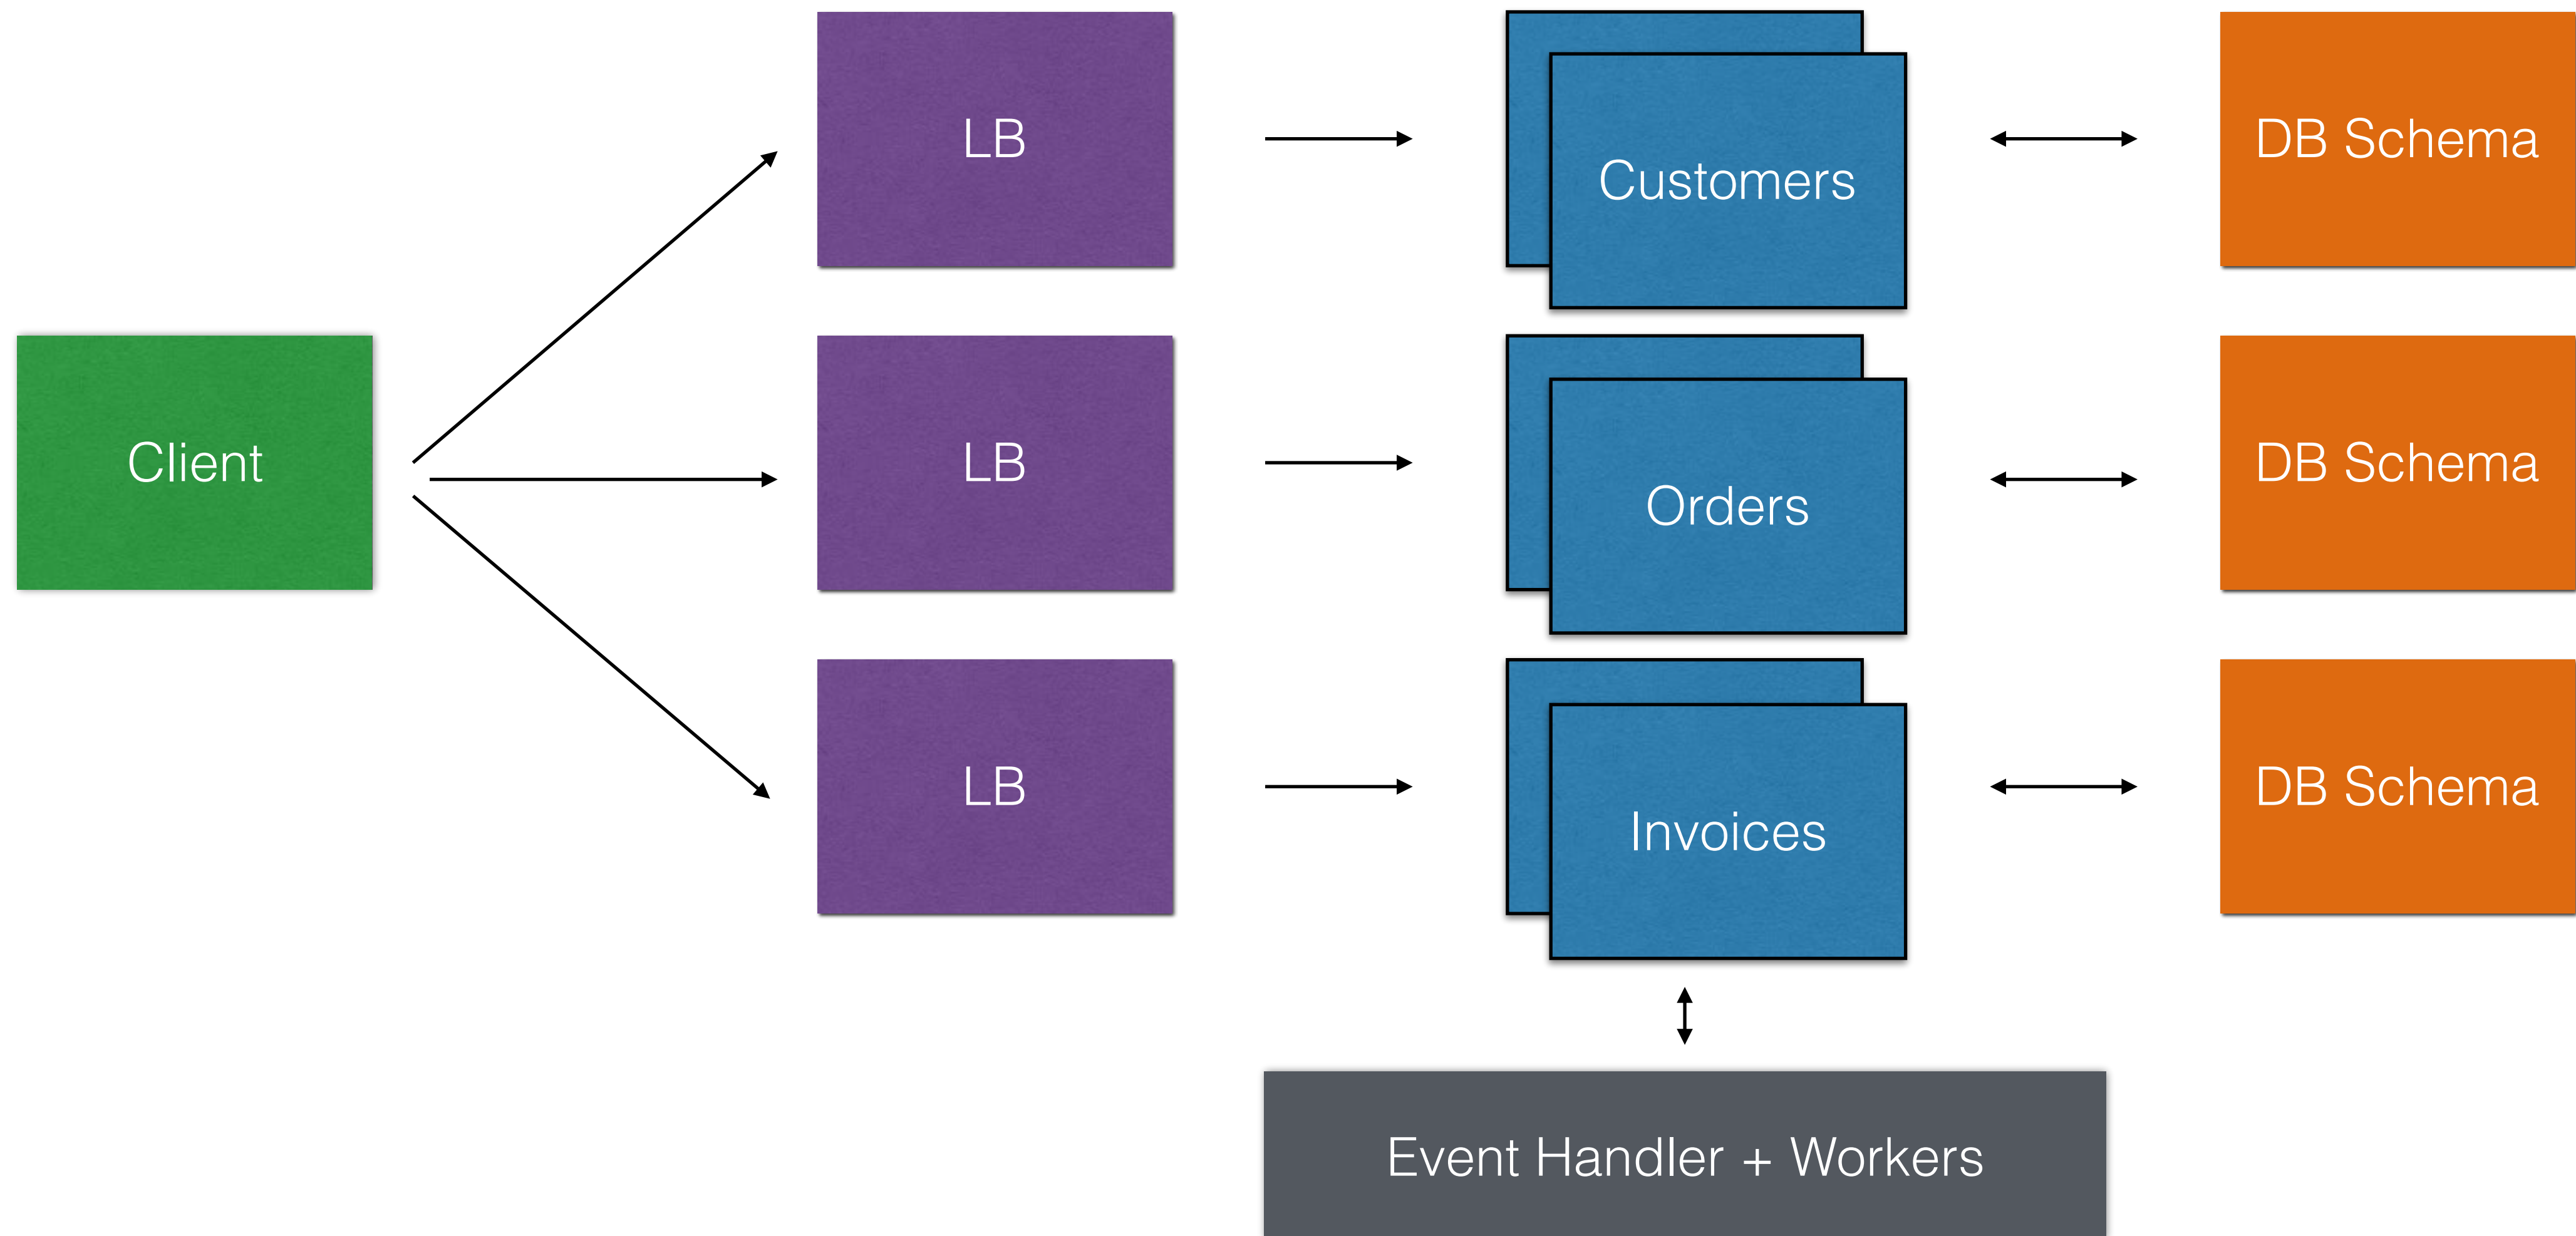 LB
Customers
DB Schema
Client
LB
Orders
DB Schema
LB
Invoices
DB Schema
Event Handler + Workers